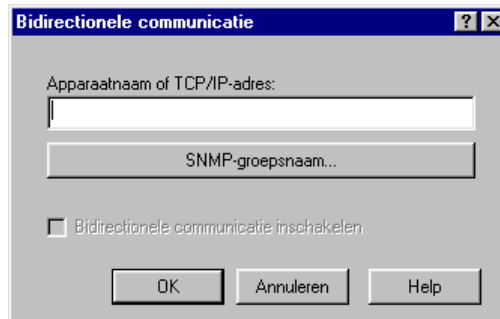 Bidirectionele communicatie
Apparaatnaam of TCP/IP-adres:
SNMP-groepsnaam...
Bidirectionele communicatie inschakelen
OK Annuleren Help